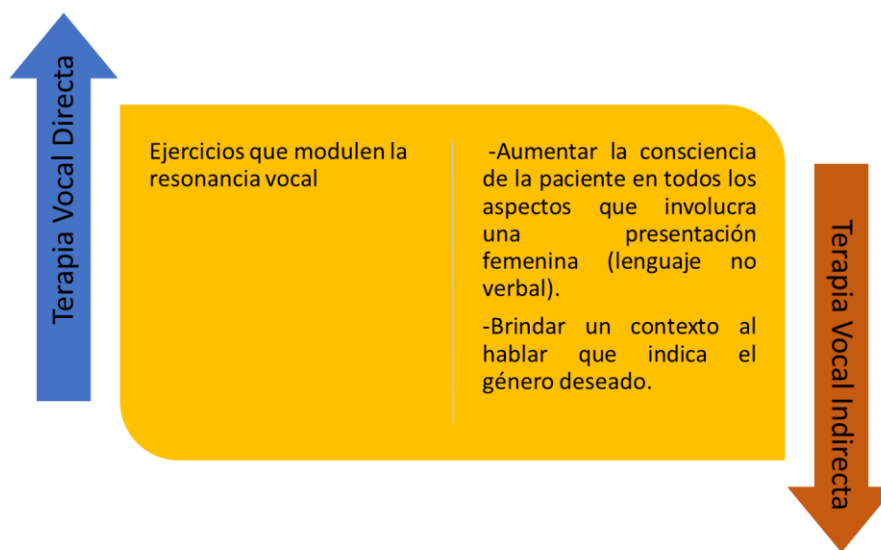 Terapia Vocal Directa
Ejercicios que modulen la
resonancia vocal
-Aumentar la consciencia
de la paciente en todos los
aspectos que involucra
una presentación
femenina (lenguaje no
verbal).
-Brindar un contexto al
hablar que indica el
género deseado.
Terapia Vocal Indirecta